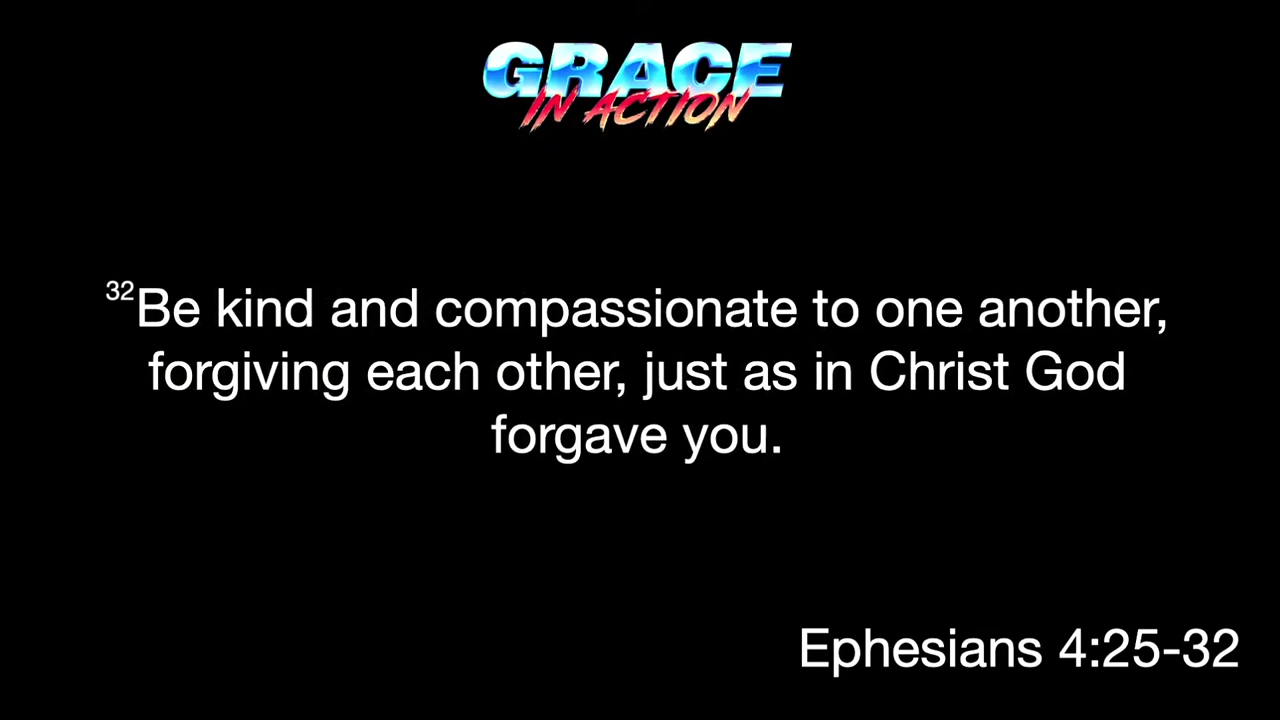 GRACE
IN ACTION
32Be kind and compassionate to one another,
forgiving each other, just as in Christ God
forgave you.
Ephesians 4:25-32